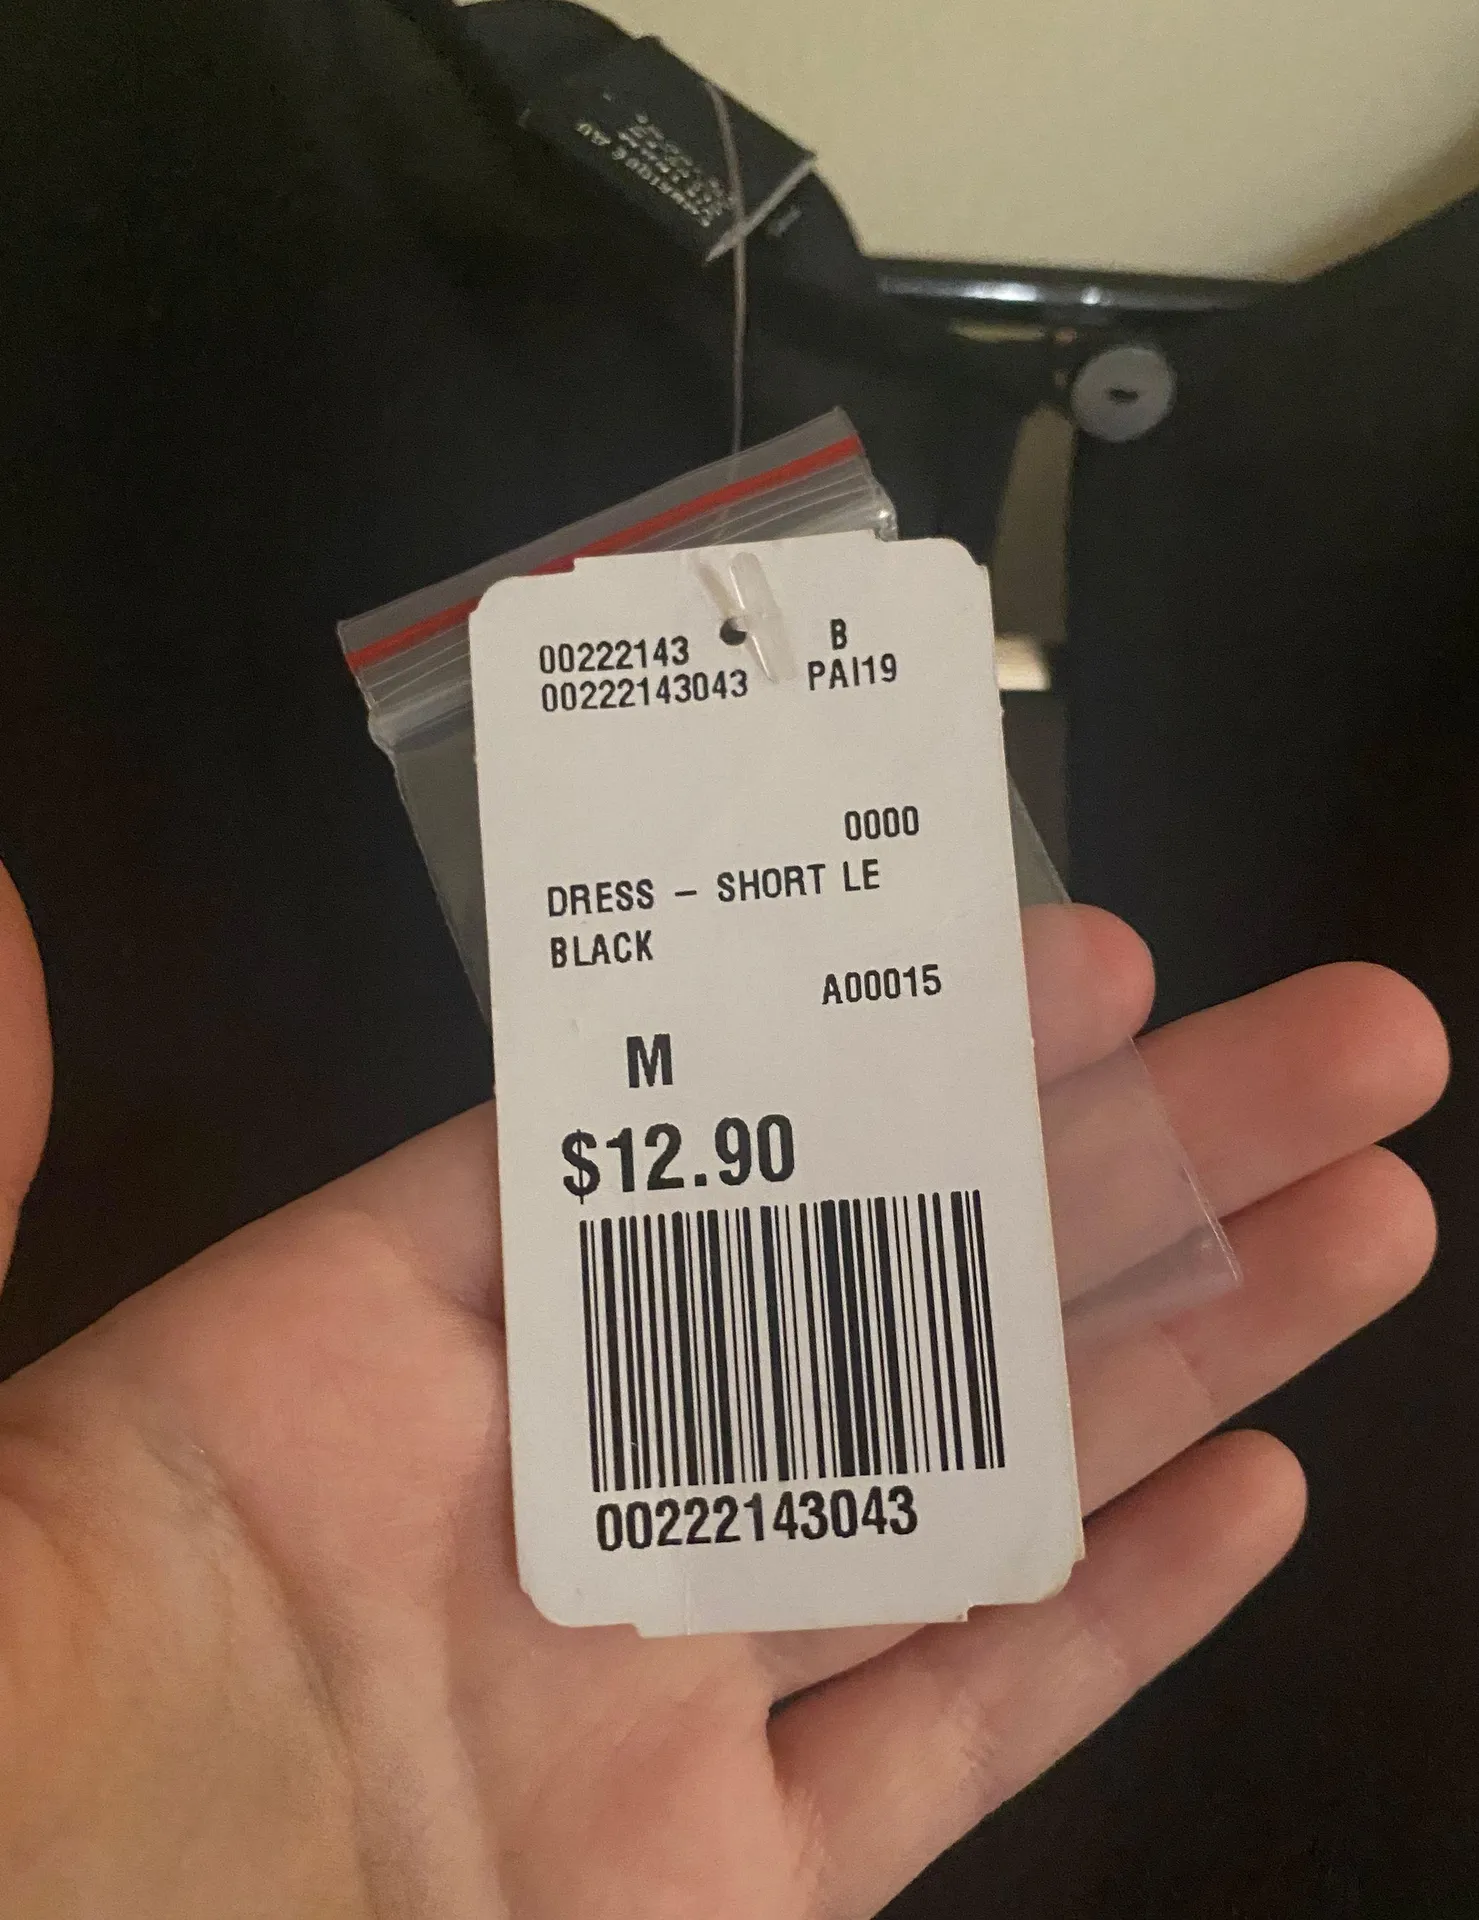 00222143 B
00222143043 PAI19
0000
DRESS – SHORT LE
BLACK
A00015
M
$12.90
00222143043